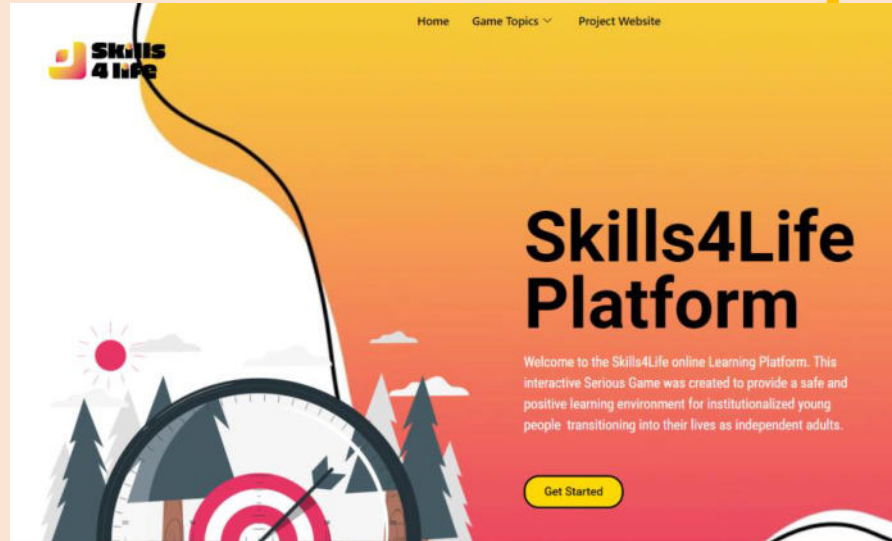 Home Game Topics Project Website
Skills
4 life
Skills4Life
Platform
Welcome to the Skills4Life online Learning Platform. This
interactive Serious Game was created to provide a safe and
positive learning environment for institutionalized young
people transitioning into their lives as independent adults.
Get Started